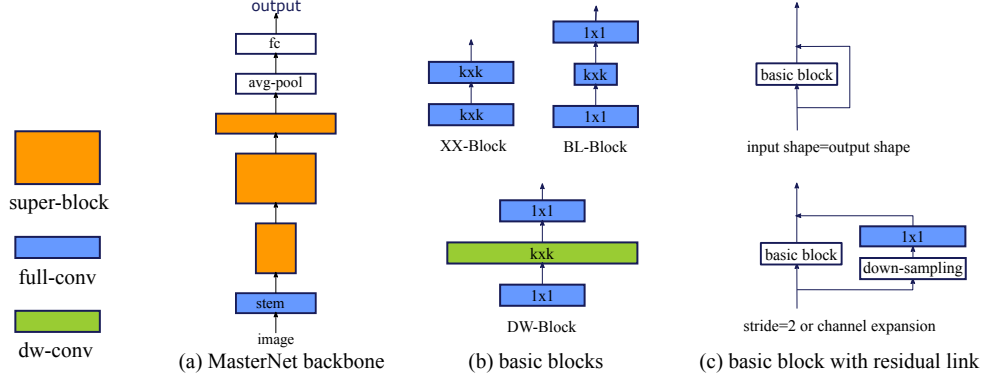 super-block
full-conv
dw-conv
output
fc
avg-pool
stem
image
(a) MasterNet backbone
kxk
kxk
XX-Block
1x1
kxk
1x1
BL-Block
1x1
kxk
1x1
DW-Block
(b) basic blocks
basic block
input shape=output shape
1x1
basic block
down-sampling
stride=2 or channel expansion
(c) basic block with residual link